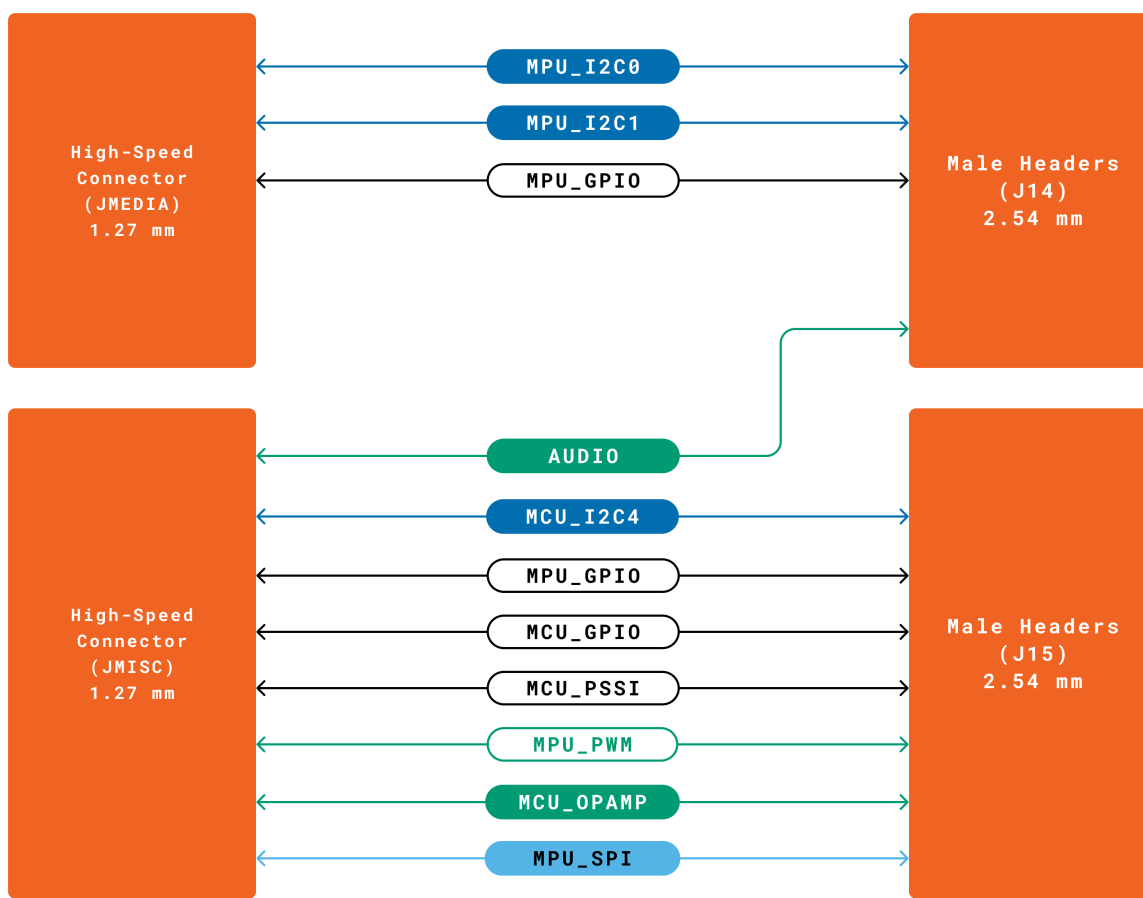 High-Speed
Connector
(JMEDIA)
1.27 mm
MPU_I2C0
MPU_I2C1
MPU_GPIO
Male Headers
(J14)
2.54 mm
High-Speed
Connector
(JMISC)
1.27 mm
AUDIO
MCU_I2C4
MPU_GPIO
MCU_GPIO
MCU_PSSI
MPU_PWM
MCU_OPAMP
MPU_SPI
Male Headers
(J15)
2.54 mm